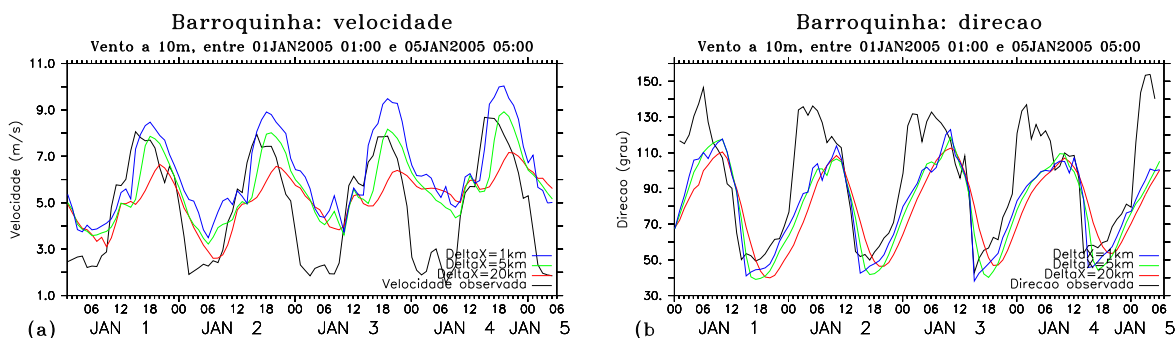 Barroquinha: velocidade
Vento a 10m, entre 01JAN2005 01:00 e 05JAN2005 05:00
11.0
9.0
7.0
5.0
3.0
1.0
Velocidade (m/s)
DeltaX=1km
DeltaX=5km
DeltaX=20km
Velocidade observada
06 12 18 00 06 12 18 00 06 12 18 00 06 12 18 00 06
(a) JAN 1 JAN 2 JAN 3 JAN 4 JAN 5
Barroquinha: direcao
Vento a 10m, entre 01JAN2005 01:00 e 05JAN2005 05:00
150.
110.
90.
70.
50.
30.
Direcao (grau)
DeltaX=1km
DeltaX=5km
DeltaX=20km
Direcao observada
00 06 12 18 00 06 12 18 00 06 12 18 00 06 12 18 00 06
(b JAN 1 JAN 2 JAN 3 JAN 4 JAN 5